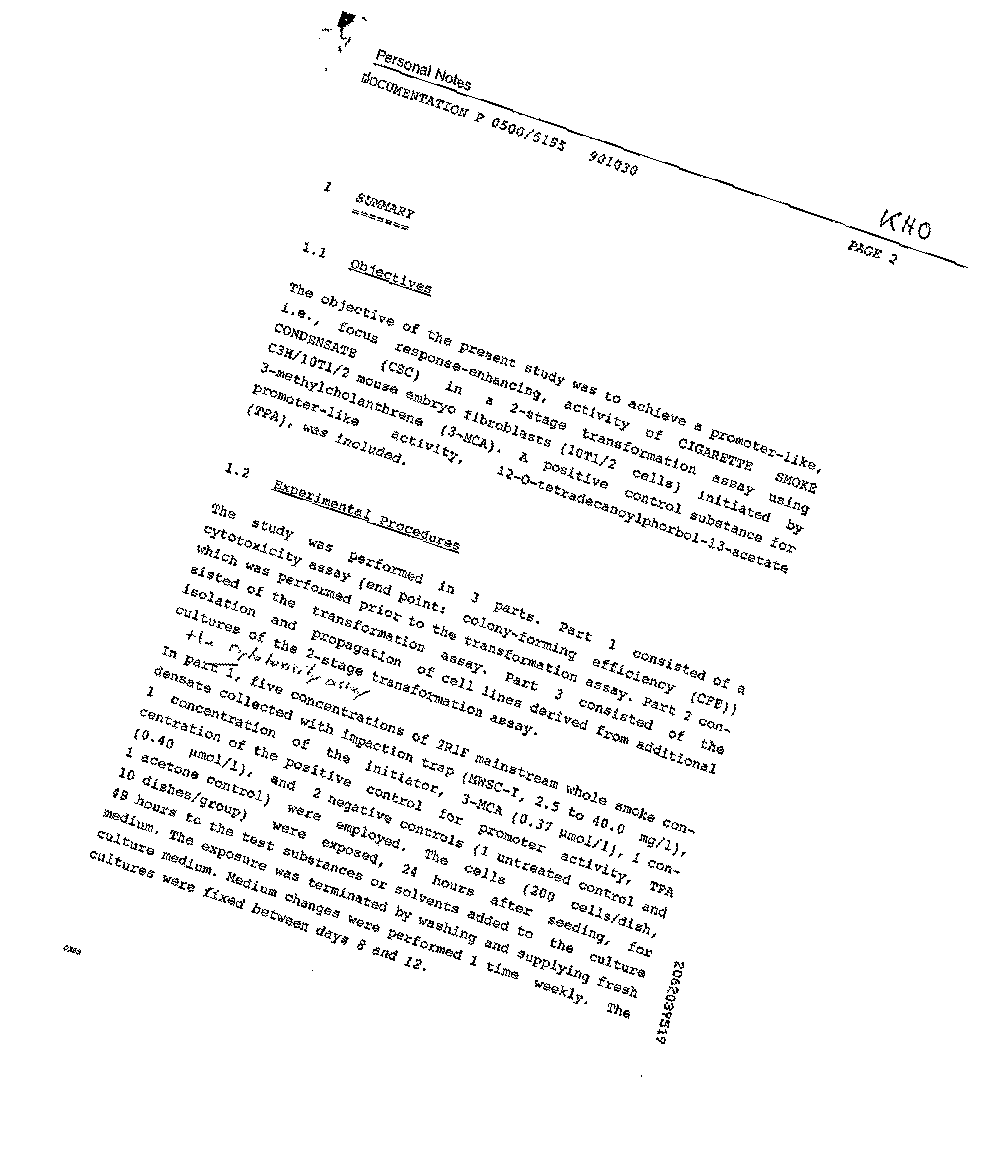 Personal Notes
DOCUMENTATION P 0500/5195 901030
KHO
PAGE 2
1 SUMMARY
=======
1.1 Objectives
The objective of the present study was to achieve a promoter-like,
i.e., focus response-enhancing, activity of CIGARETTE SMOKE
CONDENSATE (CSC) in a 2-stage transformation assay using
C3H/10T1/2 mouse embryo fibroblasts (10T1/2 cells) initiated by
3-methylcholanthrene (3-MCA). A positive control substance for
promoter-like activity, 12-O-tetradecanoylphorbol-13-acetate
(TPA), was included.
1.2 Experimental Procedures
The study was performed in 3 parts. Part 1 consisted of a
cytotoxicity assay (end point: colony-forming efficiency (CFE))
which was performed prior to the transformation assay. Part 2 con-
sisted of the transformation assay. Part 3 consisted of the
isolation and propagation of cell lines derived from additional
cultures of the 2-stage transformation assay.
the cytotoxicity assay
In part 1, five concentrations of 2R1F mainstream whole smoke con-
densate collected with impaction trap (MWSC-I, 2.5 to 40.0 mg/l),
1 concentration of the initiator, 3-MCA (0.37 µmol/l), 1 con-
centration of the positive control for promoter activity, TPA
(0.40 µmol/l), and 2 negative controls (1 untreated control and
1 acetone control) were employed. The cells (200 cells/dish,
10 dishes/group) were exposed, 24 hours after seeding, for
48 hours to the test substances or solvents added to the culture
medium. The exposure was terminated by washing and supplying fresh
culture medium. Medium changes were performed 1 time weekly. The
cultures were fixed between days 8 and 12.
2062039519